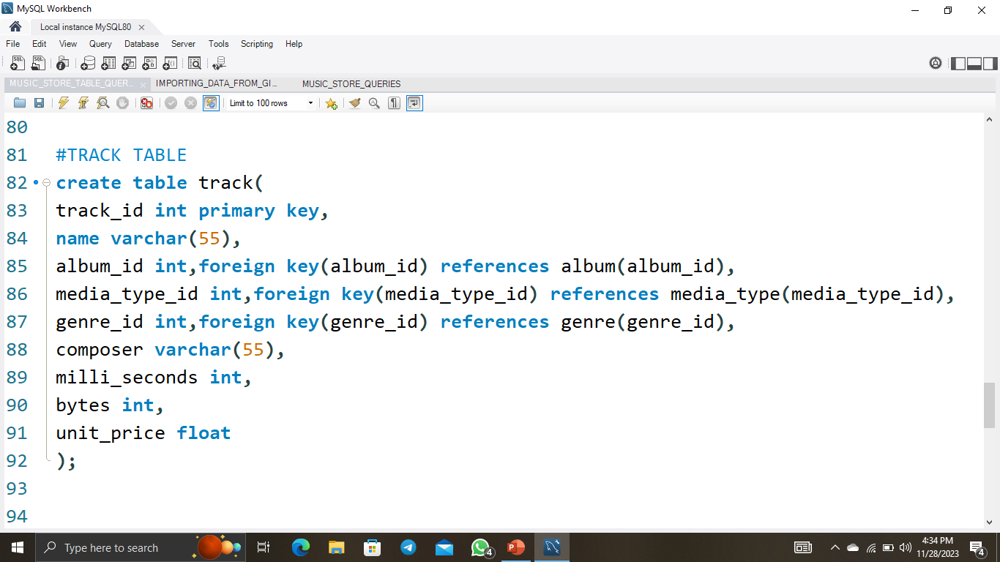 MySQL Workbench
Local instance MySQL80
File Edit View Query Database Server Tools Scripting Help
MUSIC_STORE_TABLE_QUER... IMPORTING_DATA_FROM_GI... MUSIC_STORE_QUERIES
Limit to 100 rows
80
81 #TRACK TABLE
82 create table track(
83 track_id int primary key,
84 name varchar(55),
85 album_id int,foreign key(album_id) references album(album_id),
86 media_type_id int,foreign key(media_type_id) references media_type(media_type_id),
87 genre_id int,foreign key(genre_id) references genre(genre_id),
88 composer varchar(55),
89 milli_seconds int,
90 bytes int,
91 unit_price float
92 );
93
94
Type here to search
4
4:34 PM
11/28/2023
4